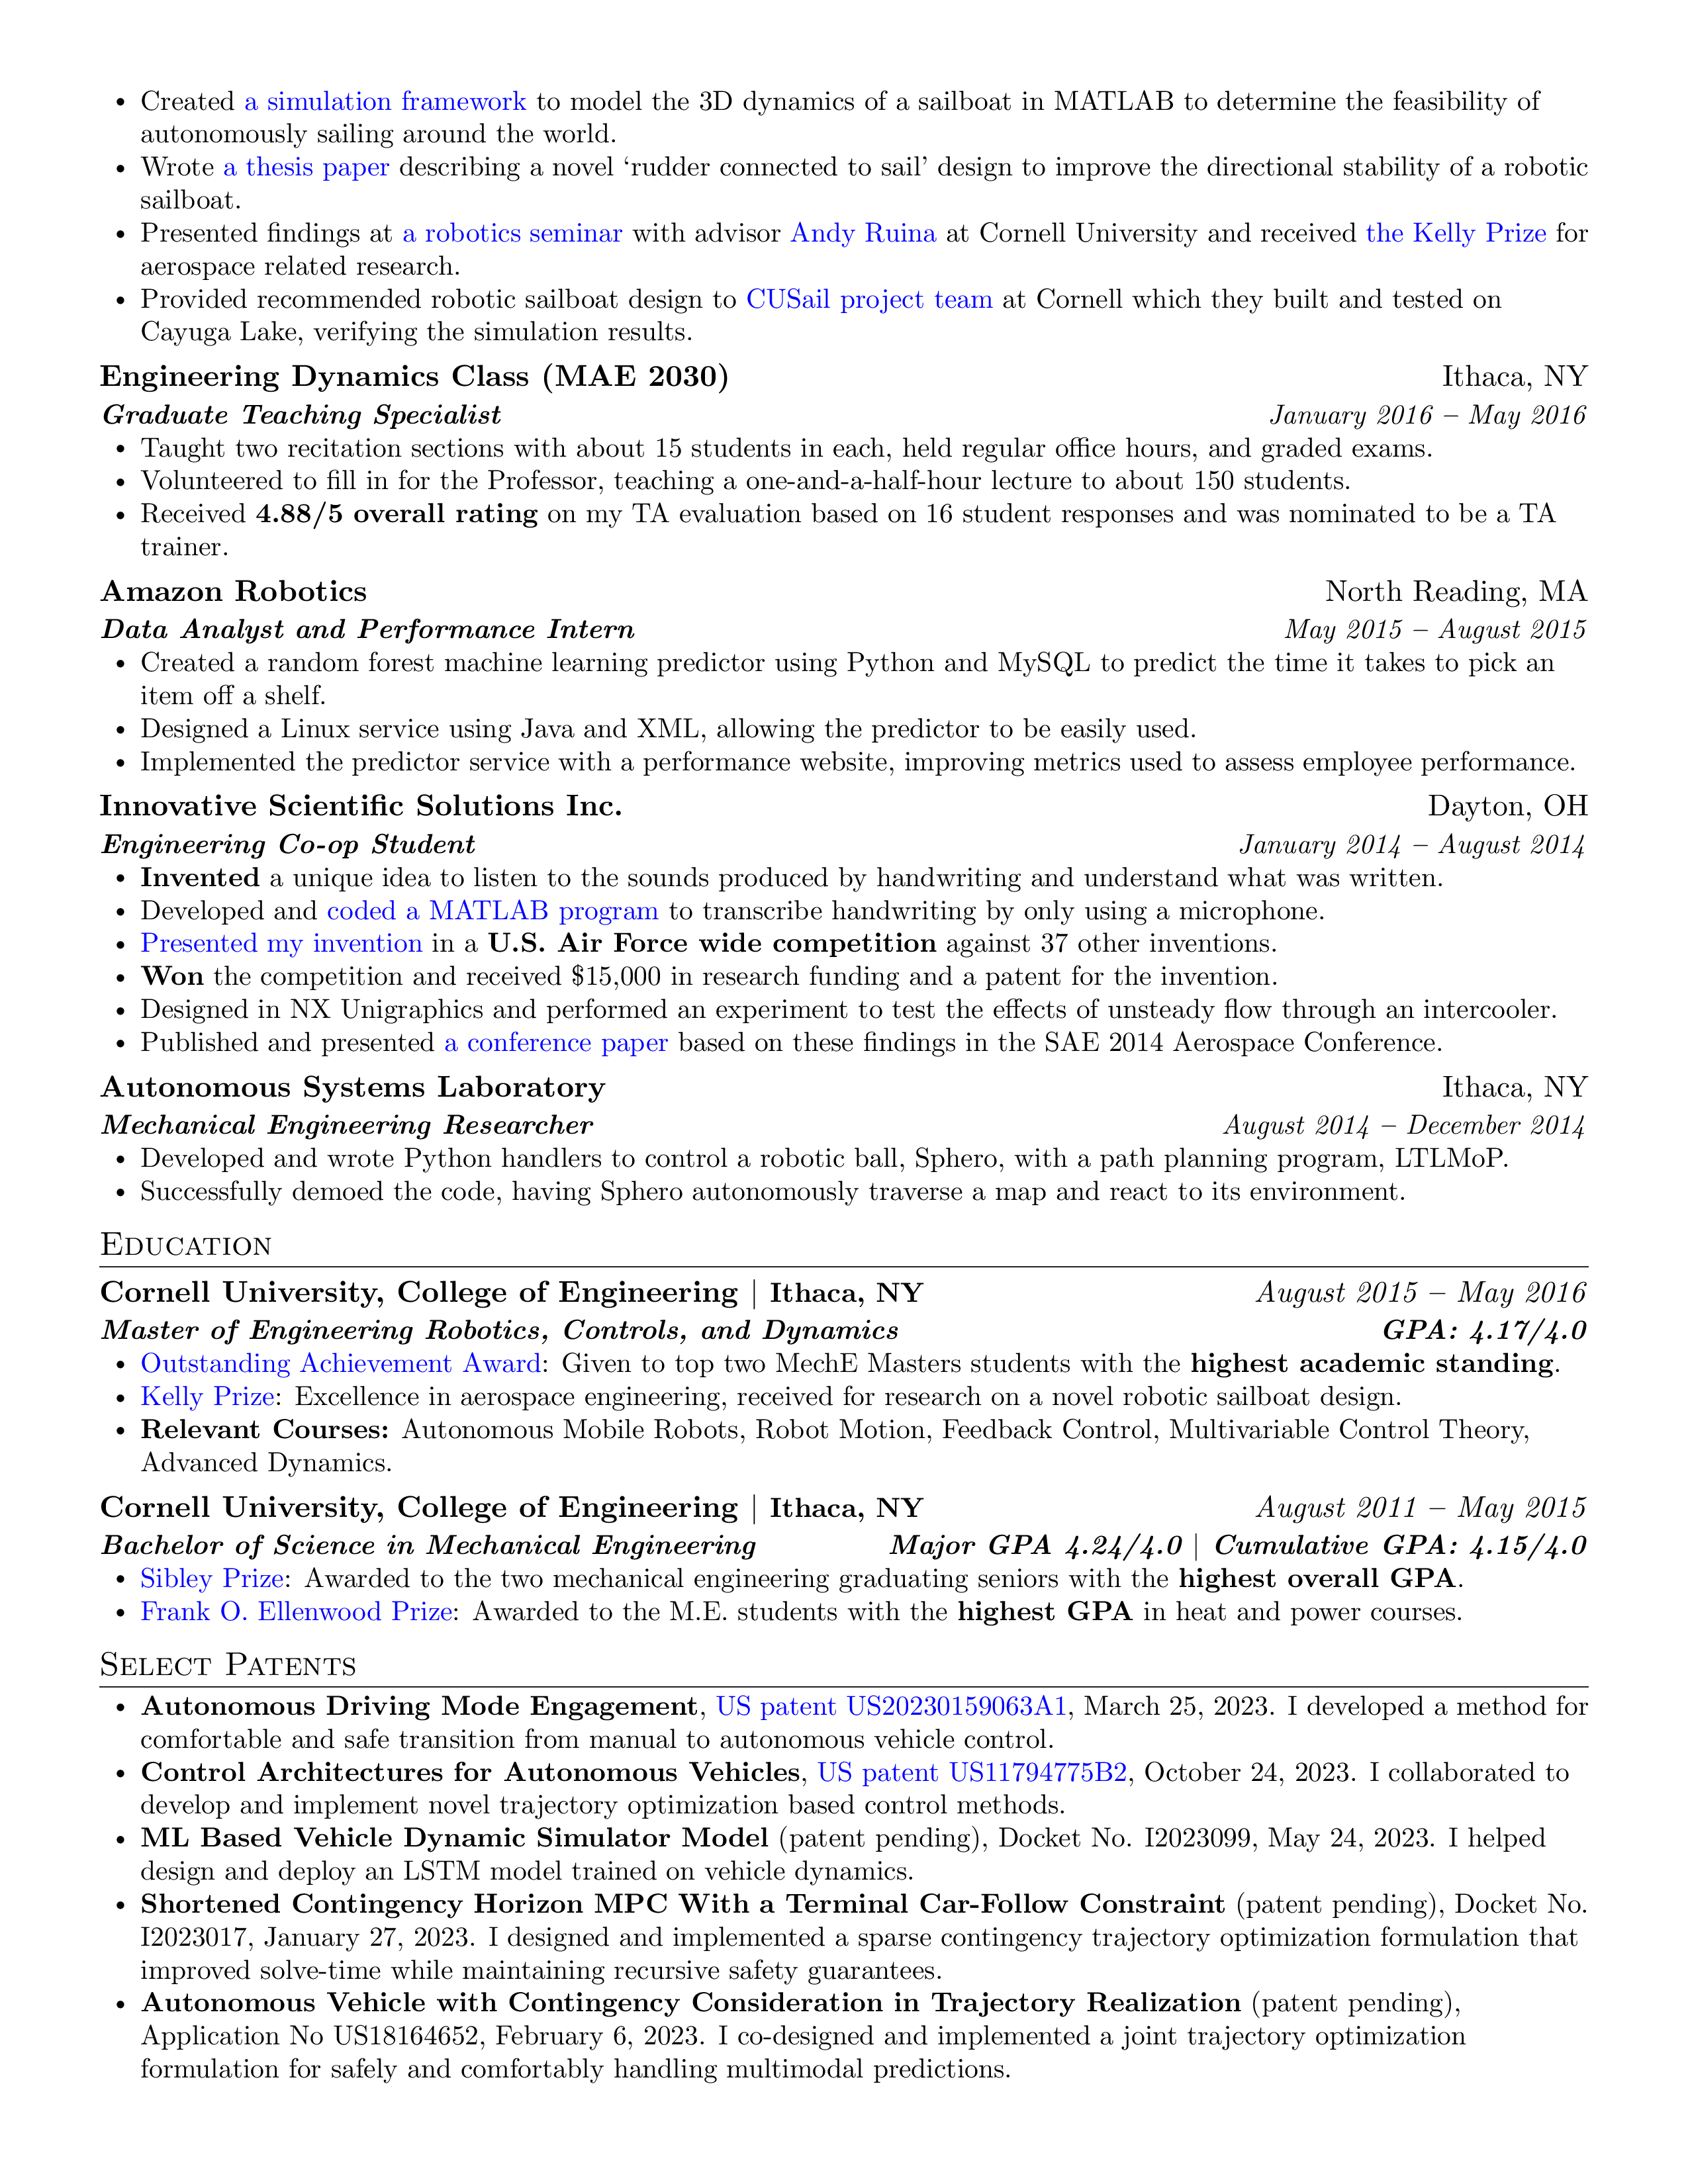 • Created a simulation framework to model the 3D dynamics of a sailboat in MATLAB to determine the feasibility of
autonomously sailing around the world.
• Wrote a thesis paper describing a novel ‘rudder connected to sail’ design to improve the directional stability of a robotic
sailboat.
• Presented findings at a robotics seminar with advisor Andy Ruina at Cornell University and received the Kelly Prize for
aerospace related research.
• Provided recommended robotic sailboat design to CUSail project team at Cornell which they built and tested on
Cayuga Lake, verifying the simulation results.
Engineering Dynamics Class (MAE 2030) Ithaca, NY
Graduate Teaching Specialist January 2016 – May 2016
• Taught two recitation sections with about 15 students in each, held regular office hours, and graded exams.
• Volunteered to fill in for the Professor, teaching a one-and-a-half-hour lecture to about 150 students.
• Received 4.88/5 overall rating on my TA evaluation based on 16 student responses and was nominated to be a TA
trainer.
Amazon Robotics North Reading, MA
Data Analyst and Performance Intern May 2015 – August 2015
• Created a random forest machine learning predictor using Python and MySQL to predict the time it takes to pick an
item off a shelf.
• Designed a Linux service using Java and XML, allowing the predictor to be easily used.
• Implemented the predictor service with a performance website, improving metrics used to assess employee performance.
Innovative Scientific Solutions Inc. Dayton, OH
Engineering Co-op Student January 2014 – August 2014
• Invented a unique idea to listen to the sounds produced by handwriting and understand what was written.
• Developed and coded a MATLAB program to transcribe handwriting by only using a microphone.
• Presented my invention in a U.S. Air Force wide competition against 37 other inventions.
• Won the competition and received $15,000 in research funding and a patent for the invention.
• Designed in NX Unigraphics and performed an experiment to test the effects of unsteady flow through an intercooler.
• Published and presented a conference paper based on these findings in the SAE 2014 Aerospace Conference.
Autonomous Systems Laboratory Ithaca, NY
Mechanical Engineering Researcher August 2014 – December 2014
• Developed and wrote Python handlers to control a robotic ball, Sphero, with a path planning program, LTLMoP.
• Successfully demoed the code, having Sphero autonomously traverse a map and react to its environment.
Education
Cornell University, College of Engineering | Ithaca, NY August 2015 – May 2016
Master of Engineering Robotics, Controls, and Dynamics GPA: 4.17/4.0
• Outstanding Achievement Award: Given to top two MechE Masters students with the highest academic standing.
• Kelly Prize: Excellence in aerospace engineering, received for research on a novel robotic sailboat design.
• Relevant Courses: Autonomous Mobile Robots, Robot Motion, Feedback Control, Multivariable Control Theory,
Advanced Dynamics.
Cornell University, College of Engineering | Ithaca, NY August 2011 – May 2015
Bachelor of Science in Mechanical Engineering Major GPA 4.24/4.0 | Cumulative GPA: 4.15/4.0
• Sibley Prize: Awarded to the two mechanical engineering graduating seniors with the highest overall GPA.
• Frank O. Ellenwood Prize: Awarded to the M.E. students with the highest GPA in heat and power courses.
Select Patents
• Autonomous Driving Mode Engagement, US patent US20230159063A1, March 25, 2023. I developed a method for
comfortable and safe transition from manual to autonomous vehicle control.
• Control Architectures for Autonomous Vehicles, US patent US11794775B2, October 24, 2023. I collaborated to
develop and implement novel trajectory optimization based control methods.
• ML Based Vehicle Dynamic Simulator Model (patent pending), Docket No. I2023099, May 24, 2023. I helped
design and deploy an LSTM model trained on vehicle dynamics.
• Shortened Contingency Horizon MPC With a Terminal Car-Follow Constraint (patent pending), Docket No.
I2023017, January 27, 2023. I designed and implemented a sparse contingency trajectory optimization formulation that
improved solve-time while maintaining recursive safety guarantees.
• Autonomous Vehicle with Contingency Consideration in Trajectory Realization (patent pending),
Application No US18164652, February 6, 2023. I co-designed and implemented a joint trajectory optimization
formulation for safely and comfortably handling multimodal predictions.